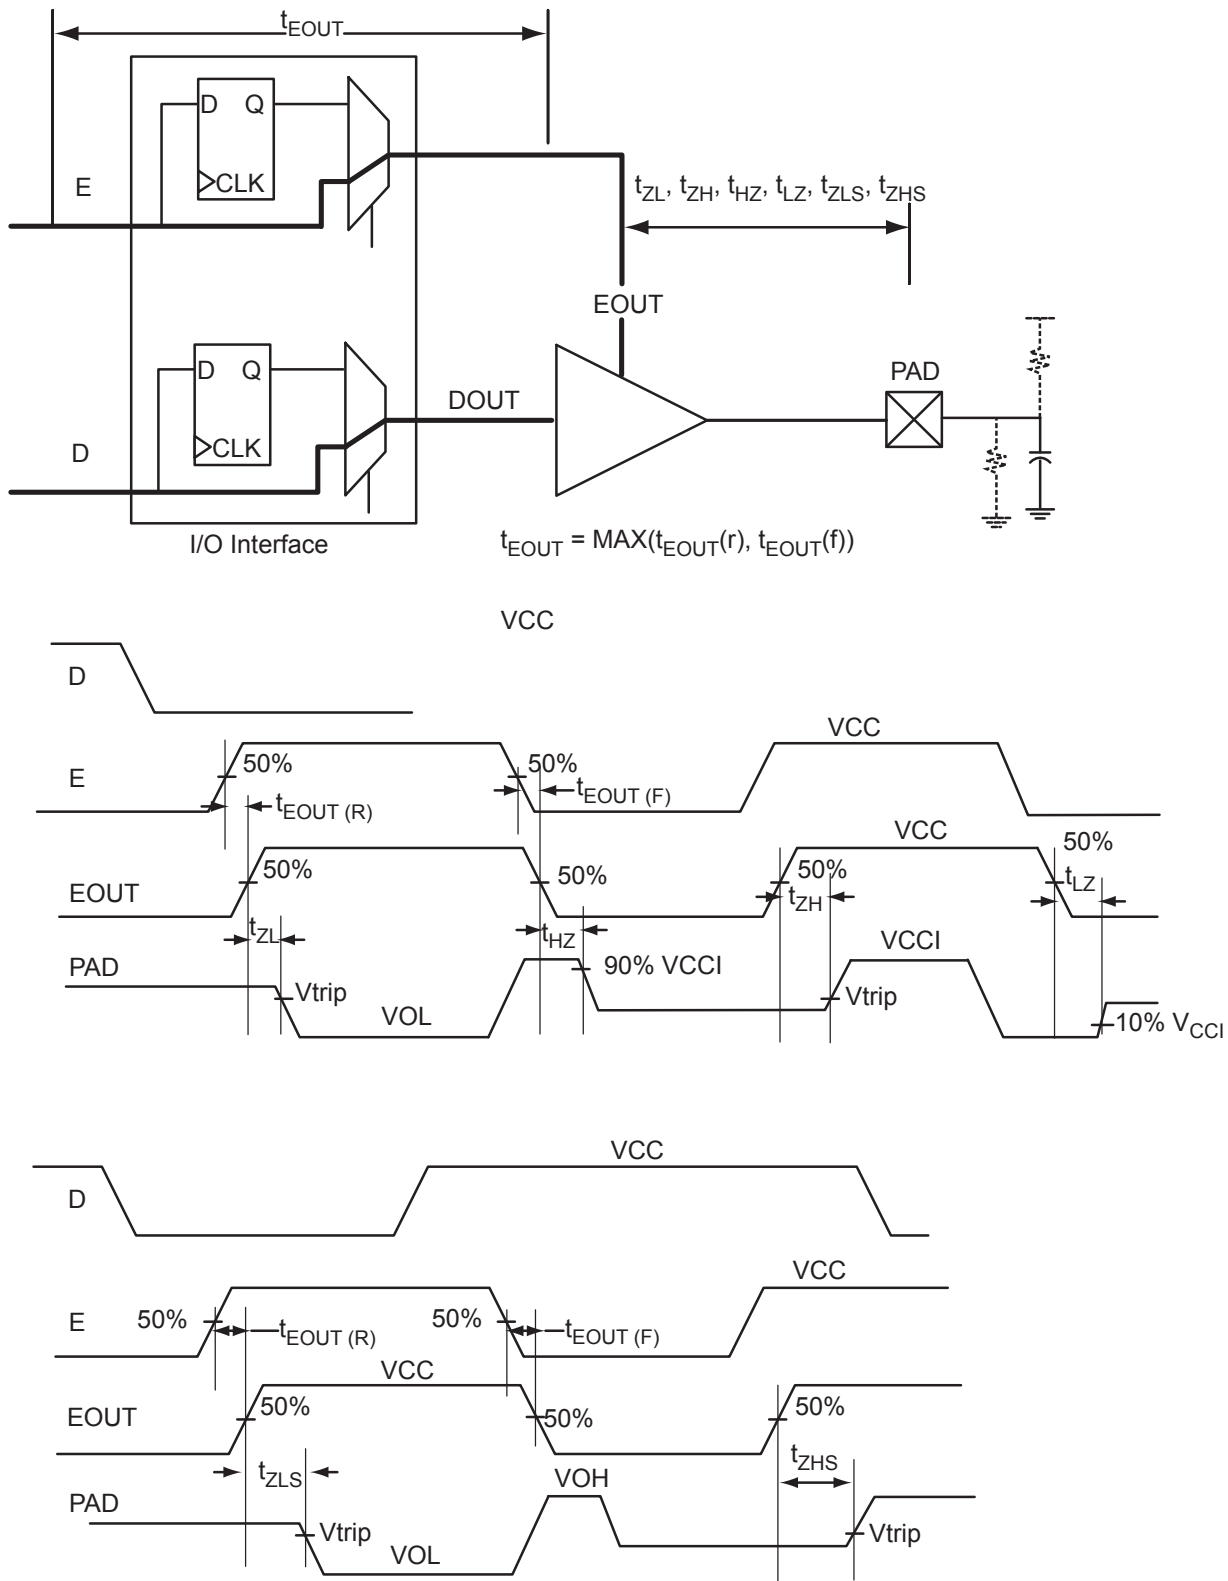 tEOUT
D Q
E
CLK
tZL, tZH, tHZ, tLZ, tZLS, tZHS
EOUT
D Q
PAD
DOUT
D
CLK
I/O Interface
tEOUT = MAX(tEOUT(r), tEOUT(f))
VCC
D
VCC
E
50%
50%
tEOUT (R)
tEOUT (F)
VCC
50%
EOUT
50%
50%
50%
tZL
tHZ
tZH
tLZ
PAD
VCCI
90% VCCI
Vtrip
Vtrip
VOL
10% VCCI
VCC
D
VCC
E
50%
50%
tEOUT (R)
tEOUT (F)
VCC
EOUT
50%
50%
50%
tZLS
tZHS
VOH
PAD
Vtrip
Vtrip
VOL